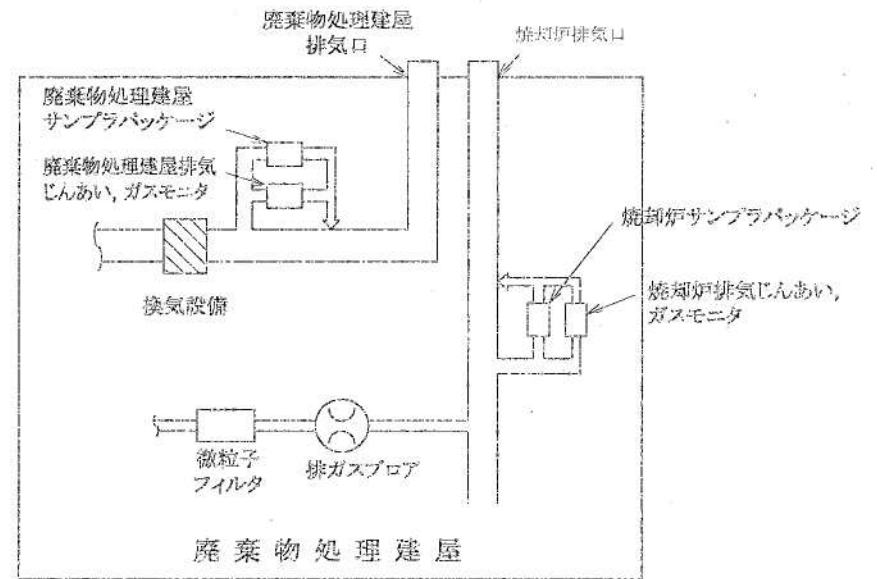 廃棄物処理建屋
排気口
焼却炉排気口
廃棄物処理建屋
サンプラパッケージ
廃棄物処理建屋排気
じんあい,ガスモニタ
換気設備
焼却炉サンプラパッケージ
焼却炉排気じんあい,
ガスモニタ
微粒子
フィルタ
排ガスブロア
廃棄物処理建屋